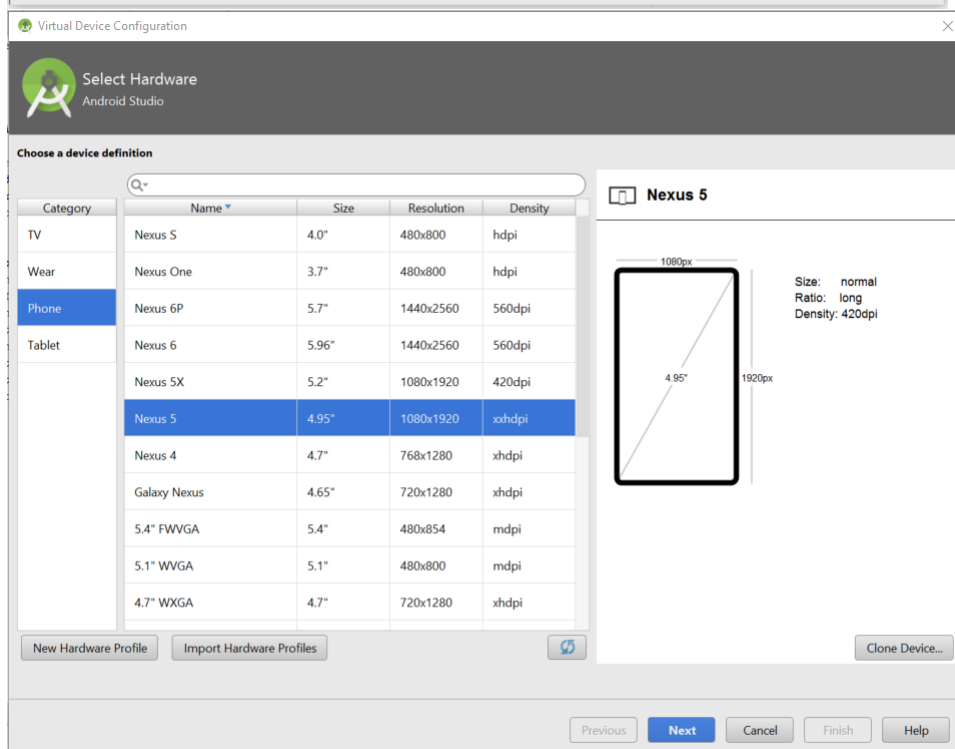 Virtual Device Configuration
Select Hardware
Android Studio
Choose a device definition
Category
TV
Wear
Phone
Tablet
Name Size Resolution Density
Nexus S 4.0" 480x800 hdpi
Nexus One 3.7" 480x800 hdpi
Nexus 6P 5.7" 1440x2560 560dpi
Nexus 6 5.96" 1440x2560 560dpi
Nexus 5X 5.2" 1080x1920 420dpi
Nexus 5 4.95" 1080x1920 xxhdpi
Nexus 4 4.7" 768x1280 xhdpi
Galaxy Nexus 4.65" 720x1280 xhdpi
5.4" FWVGA 5.4" 480x854 mdpi
5.1" WVGA 5.1" 480x800 mdpi
4.7" WXGA 4.7" 720x1280 xhdpi
New Hardware Profile Import Hardware Profiles
Nexus 5
1080px
4.95"
1920px
Size: normal
Ratio: long
Density: 420dpi
Clone Device...
Previous Next Cancel Finish Help